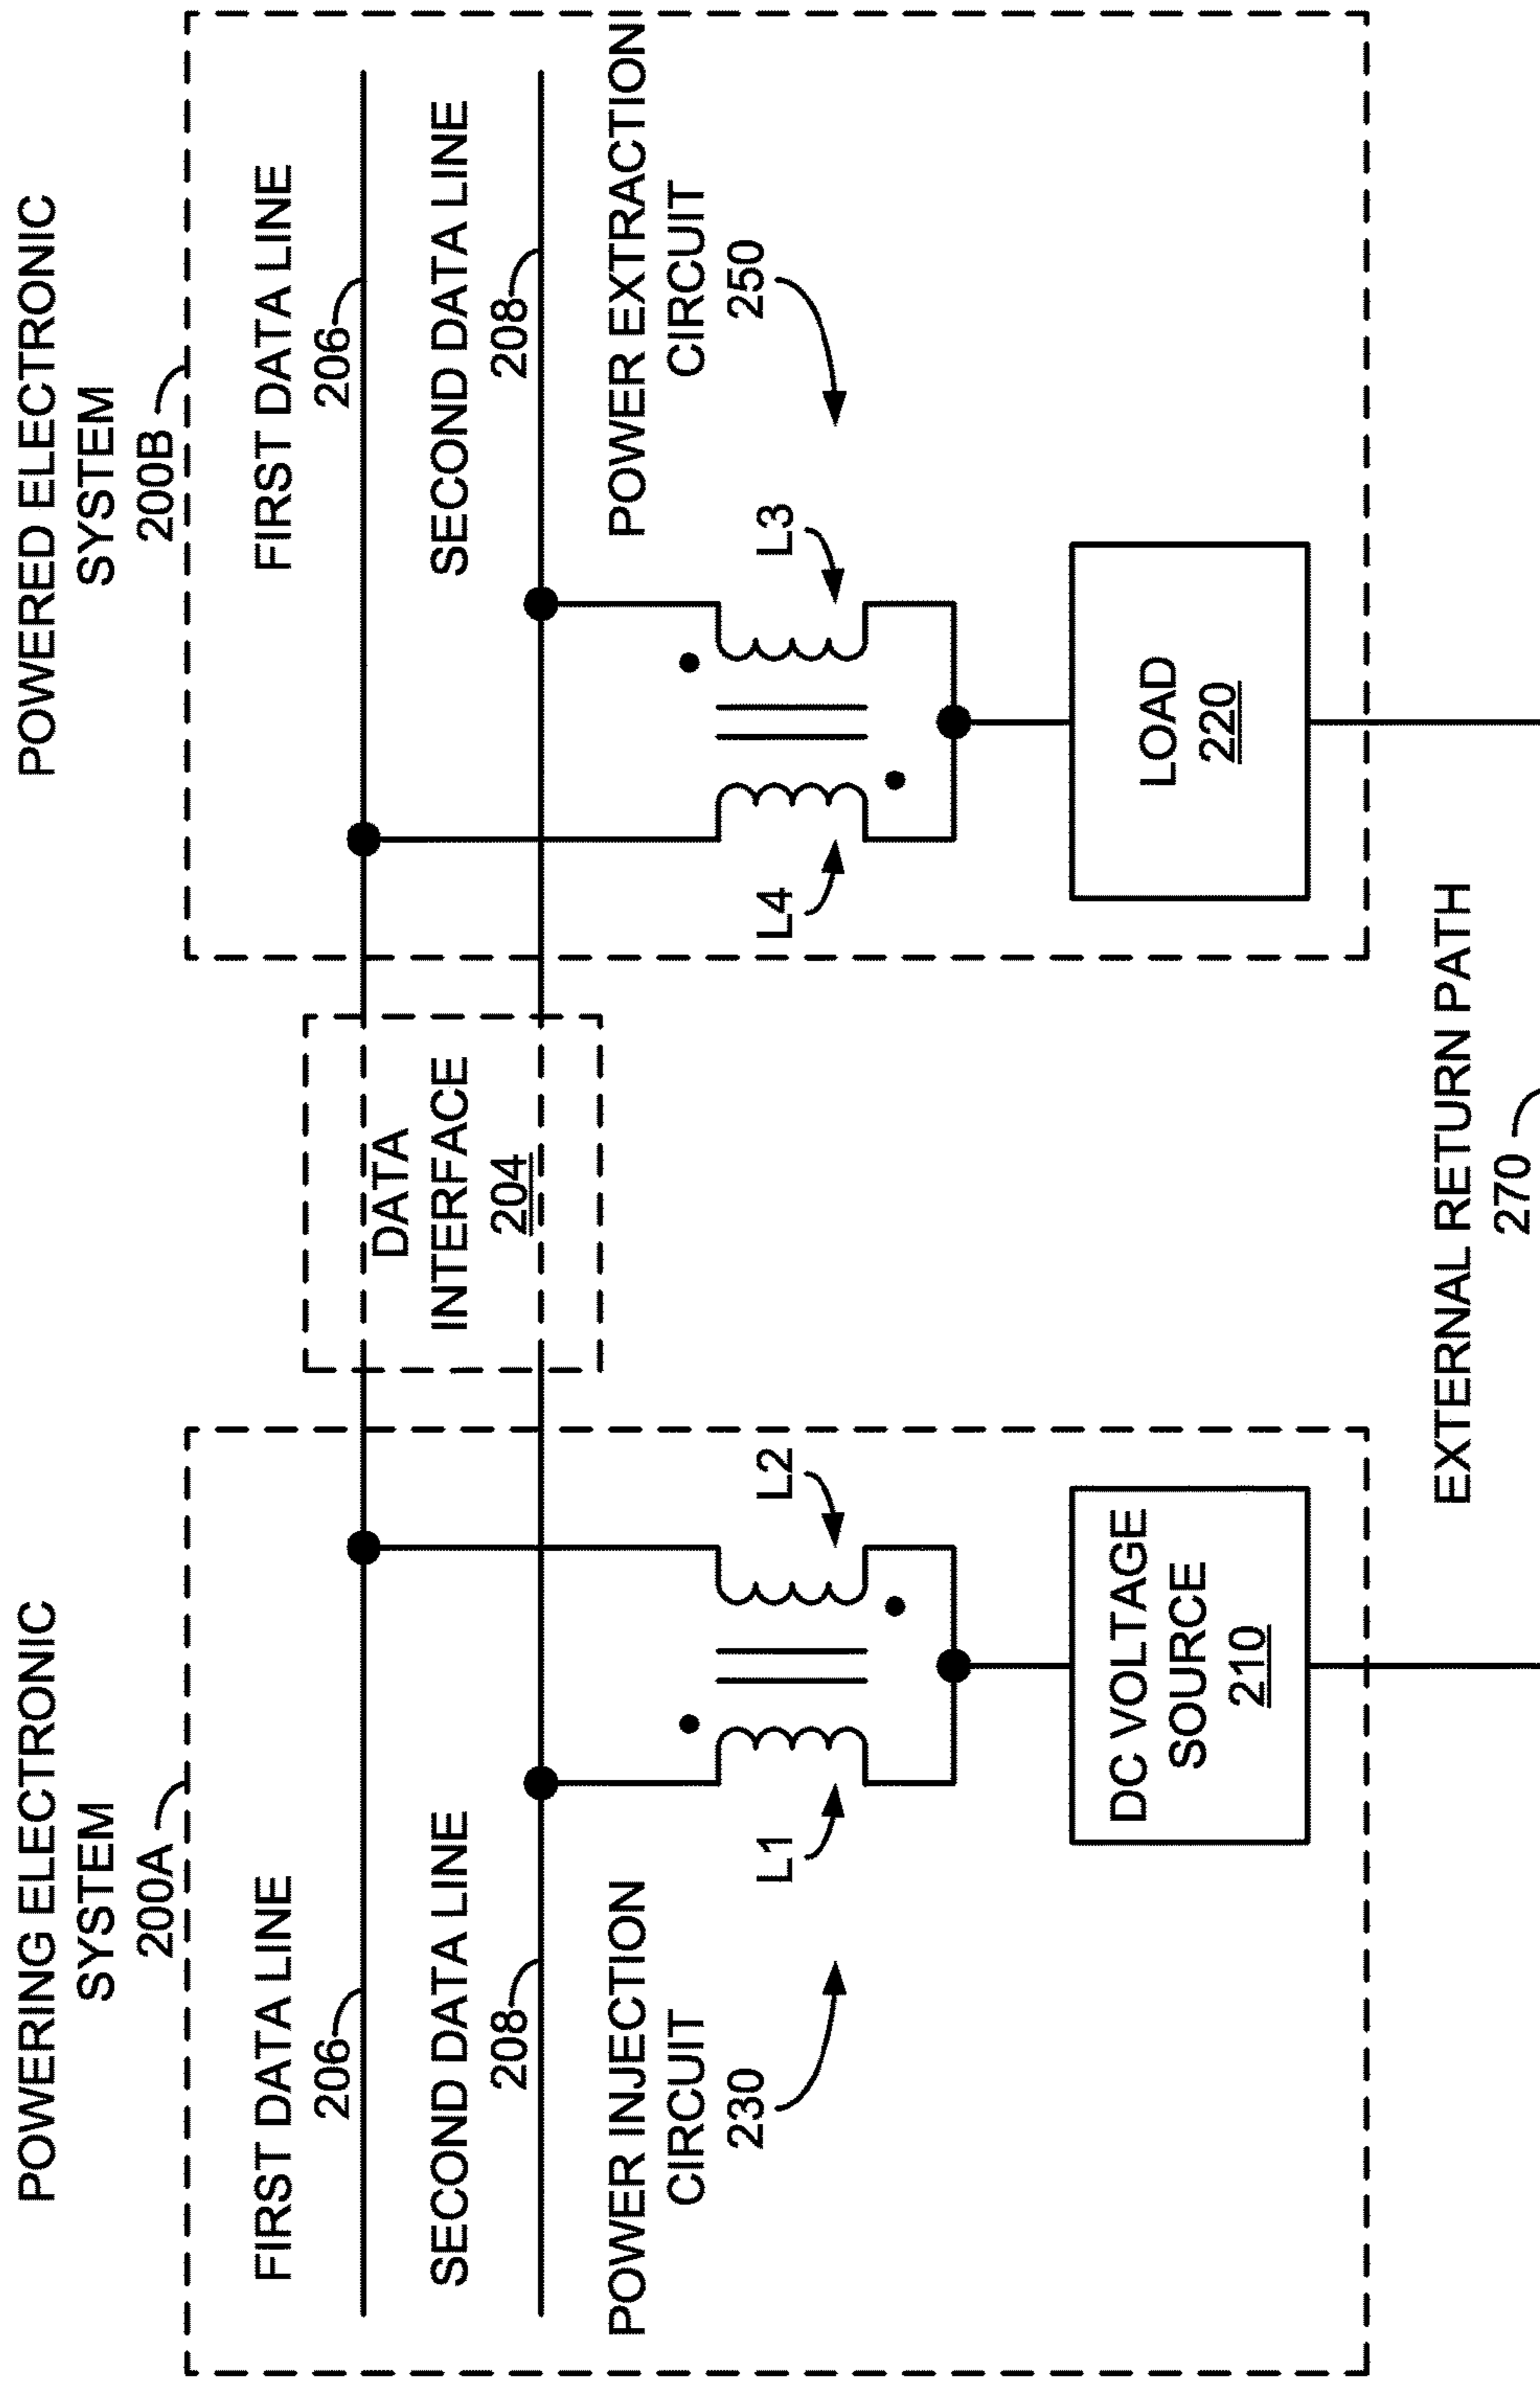 POWERING ELECTRONIC
SYSTEM
200A
FIRST DATA LINE
206
SECOND DATA LINE
208
POWER INJECTION
CIRCUIT
230
L1
L2
DC VOLTAGE
SOURCE
210
DATA
INTERFACE
204
EXTERNAL RETURN PATH
270
POWERED ELECTRONIC
SYSTEM
200B
FIRST DATA LINE
206
SECOND DATA LINE
208
POWER EXTRACTION
CIRCUIT
250
L4
L3
LOAD
220